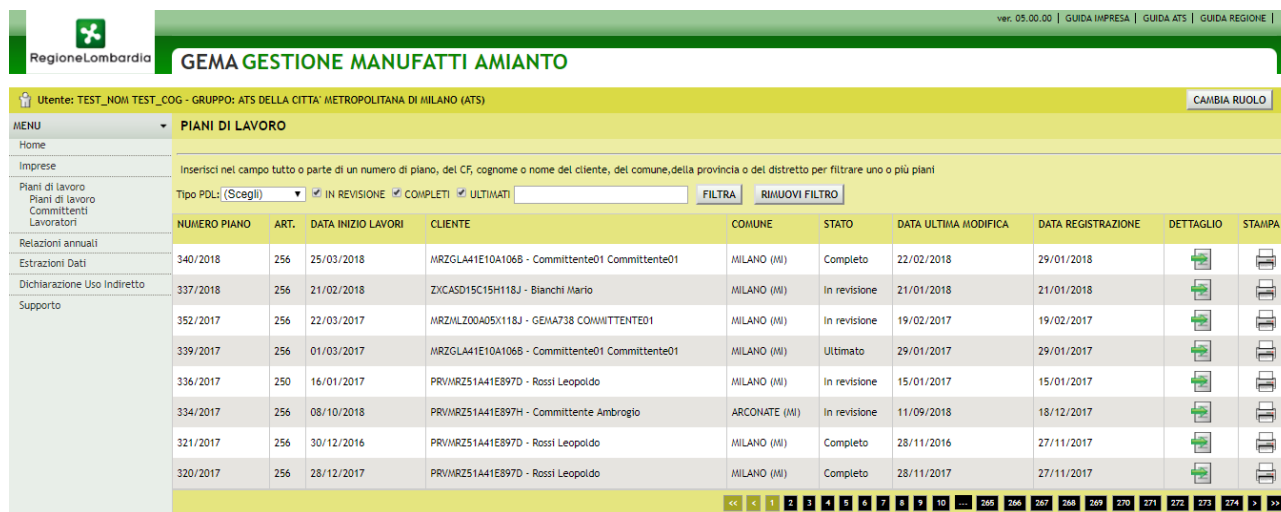 ver. 05.00.00 | GUIDA IMPRESA | GUIDA ATS | GUIDA REGIONE |
RegioneLombardia
GEMA GESTIONE MANUFATTI AMIANTO
Utente: TEST_NOM TEST_COG - GRUPPO: ATS DELLA CITTA' METROPOLITANA DI MILANO (ATS) CAMBIA RUOLO
MENU
Home
Imprese
Piani di lavoro
Piani di lavoro
Committenti
Lavoratori
Relazioni annuali
Estrazioni Dati
Dichiarazione Uso Indiretto
Supporto
PIANI DI LAVORO
Inserisci nel campo tutto o parte di un numero di piano, del CF, cognome o nome del cliente, del comune,della provincia o del distretto per filtrare uno o più piani
Tipo PDL: (Scegli) IN REVISIONE COMPLETI ULTIMATI FILTRA RIMUOVI FILTRO
NUMERO PIANO ART. DATA INIZIO LAVORI CLIENTE COMUNE STATO DATA ULTIMA MODIFICA DATA REGISTRAZIONE DETTAGLIO STAMPA
340/2018 256 25/03/2018 MRZGLA41E10A106B - Committente01 Committente01 MILANO (MI) Completo 22/02/2018 29/01/2018
337/2018 256 21/02/2018 ZXCASD15C15H118J - Bianchi Mario MILANO (MI) In revisione 21/01/2018 21/01/2018
352/2017 256 22/03/2017 MRZMLZ00A05X118J - GEMA738 COMMITTENTE01 MILANO (MI) In revisione 19/02/2017 19/02/2017
339/2017 256 01/03/2017 MRZGLA41E10A106B - Committente01 Committente01 MILANO (MI) Ultimato 29/01/2017 29/01/2017
336/2017 250 16/01/2017 PRVMRZ51A41E897D - Rossi Leopoldo MILANO (MI) In revisione 15/01/2017 15/01/2017
334/2017 256 08/10/2018 PRVMRZ51A41E897H - Committente Ambrogio ARCONATE (MI) In revisione 11/09/2018 18/12/2017
321/2017 256 30/12/2016 PRVMRZ51A41E897D - Rossi Leopoldo MILANO (MI) Completo 28/11/2016 27/11/2017
320/2017 256 28/12/2017 PRVMRZ51A41E897D - Rossi Leopoldo MILANO (MI) Completo 28/11/2017 27/11/2017
<< < 1 2 3 4 5 6 7 8 9 10 ... 265 266 267 268 269 270 271 272 273 274 > >>